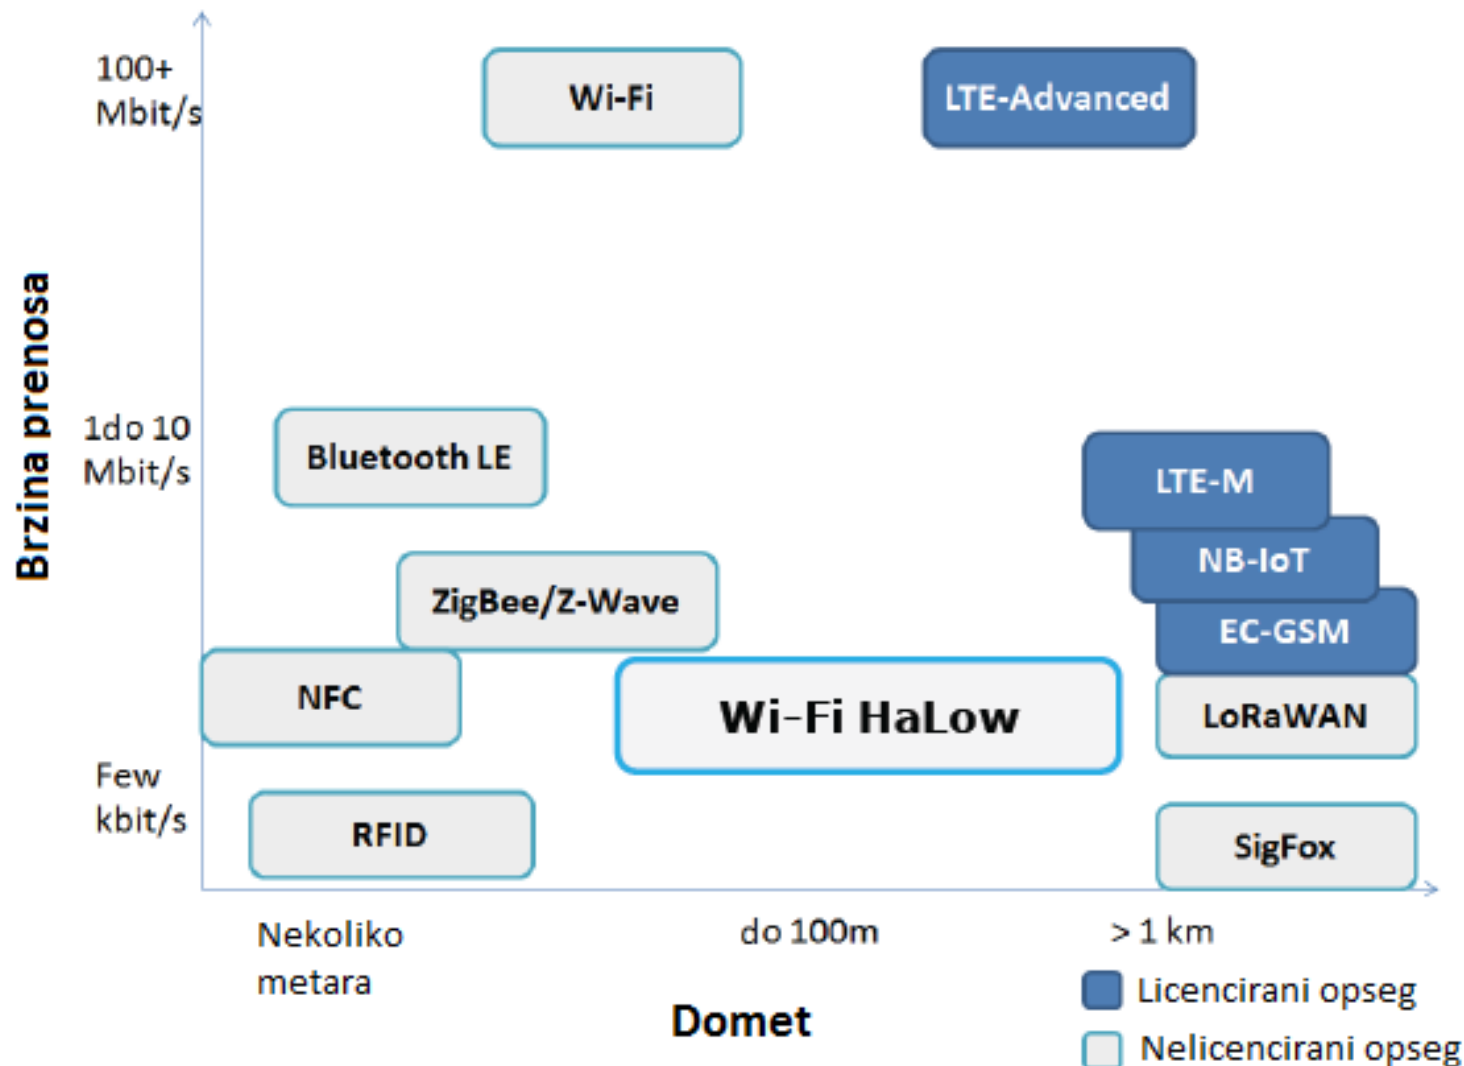 100+
Mbit/s
Wi-Fi
LTE-Advanced
Brzina prenosa
1do 10
Mbit/s
Bluetooth LE
LTE-M
NB-IoT
ZigBee/Z-Wave
EC-GSM
NFC
Wi-Fi HaLow
LoRaWAN
Few
kbit/s
RFID
SigFox
Nekoliko
metara
do 100m
> 1 km
Domet
Licencirani opseg
Nelicencirani opseg